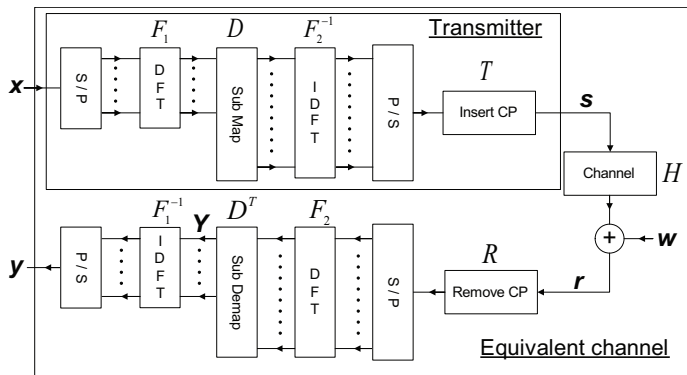 F₁ D F₂⁻¹ Transmitter
x S / P DFT Sub Map IDFT P / S T Insert CP s
Channel H
F₁⁻¹ Y Dᵀ F₂ + w
y P / S IDFT Sub Demap DFT S / P R Remove CP r
Equivalent channel